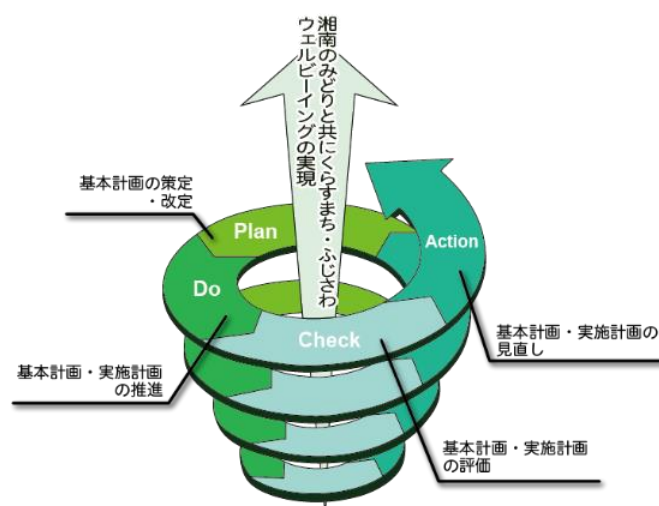 湘南のみどりと共にくらすまち・ふじさわ
ウェルビーイングの実現
基本計画の策定
・改定
Plan
Action
Do
Check
基本計画・実施計画の
見直し
基本計画・実施計画
の推進
基本計画・実施計画
の評価